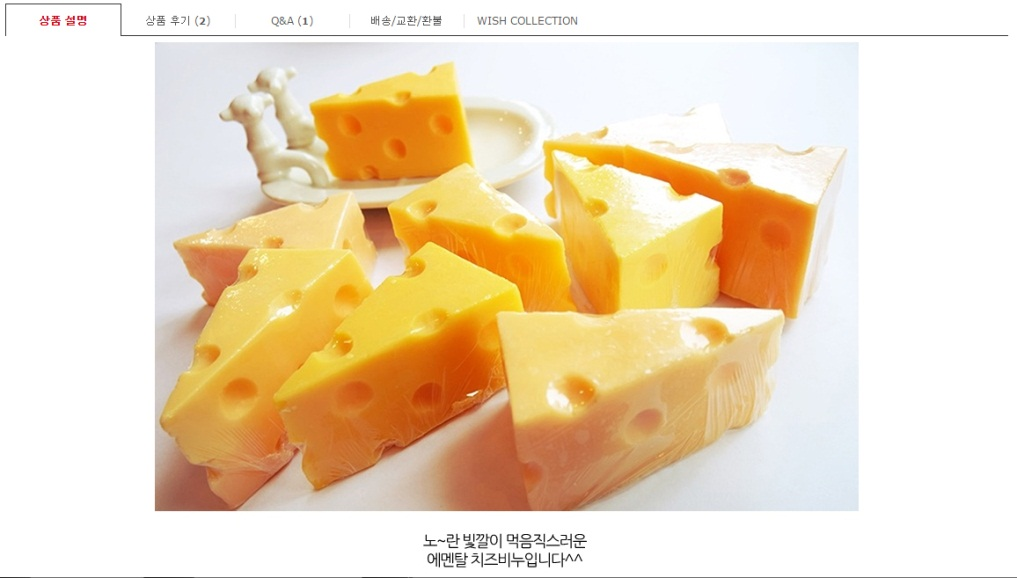 상품 설명 상품 후기 (2) Q&A (1) 배송/교환/환불 WISH COLLECTION
노~란 빛깔이 먹음직스러운
에멘탈 치즈비누입니다^^